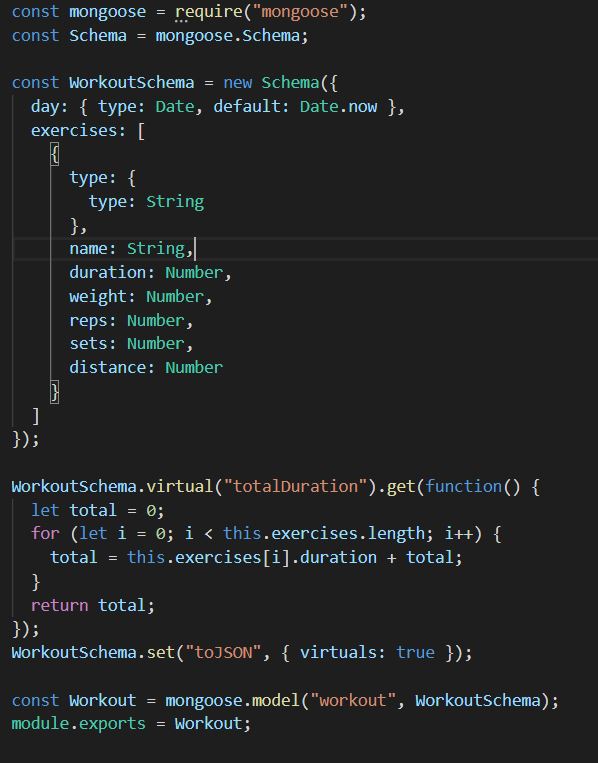 const mongoose = require("mongoose");
const Schema = mongoose.Schema;

const WorkoutSchema = new Schema({
  day: { type: Date, default: Date.now },
  exercises: [
    {
      type: {
        type: String
      },
      name: String,
      duration: Number,
      weight: Number,
      reps: Number,
      sets: Number,
      distance: Number
    }
  ]
});

WorkoutSchema.virtual("totalDuration").get(function() {
  let total = 0;
  for (let i = 0; i < this.exercises.length; i++) {
    total = this.exercises[i].duration + total;
  }
  return total;
});
WorkoutSchema.set("toJSON", { virtuals: true });

const Workout = mongoose.model("workout", WorkoutSchema);
module.exports = Workout;